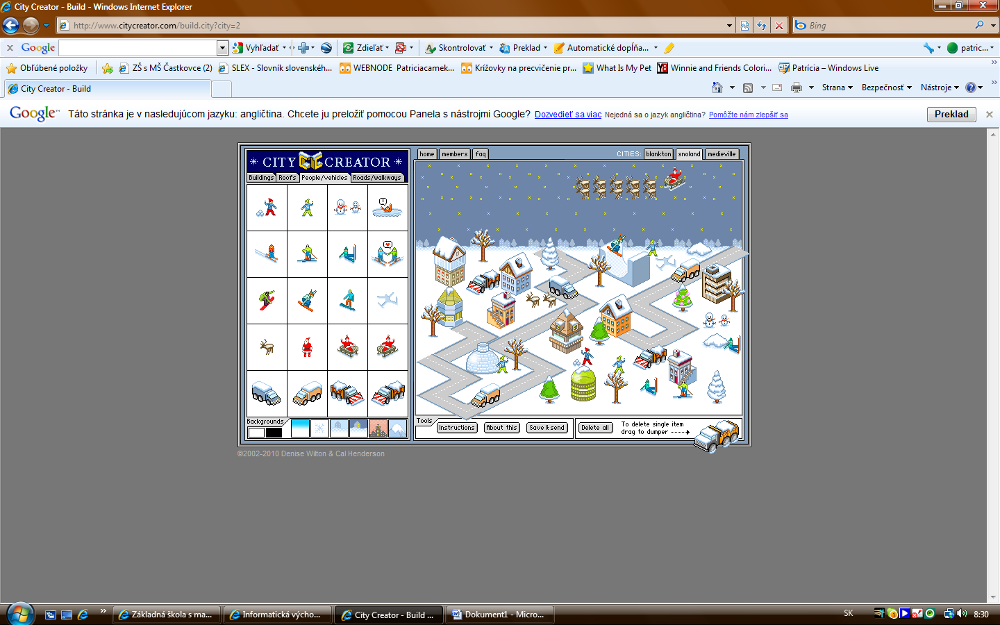 City Creator - Build - Windows Internet Explorer
http://www.citycreator.com/build.city?city=2
Bing
x Google Vyhľadať Zdieľať Skontrolovať Preklad Automatické dopĺňa... patric...
Obľúbené položky ZŠ s MŠ Častkovce (2) SLEX - Slovník slovenskéh... WEBNODE Patriciacamek... Krížovky na precvičenie pr... What Is My Pet Winnie and Friends Colori... Patrícia – Windows Live
City Creator - Build
Strana Bezpečnosť Nástroje
Google™ Táto stránka je v nasledujúcom jazyku: angličtina. Chcete ju preložiť pomocou Panela s nástrojmi Google? Dozvedieť sa viac Nejedná sa o jazyk angličtina? Pomôžte nám zlepšiť sa Preklad
CITY CREATOR
Buildings Roofs People/vehicles Roads/walkways
home members faq CITIES: blankton snoland medieville
!
Backgrounds
Tools
Instructions About this Save & send Delete all
To delete single item
drag to dumper
©2002-2010 Denise Wilton & Cal Henderson
Základná škola s ma... Informatická výcho... City Creator - Build ... Dokument1 - Micro...
SK 8:30